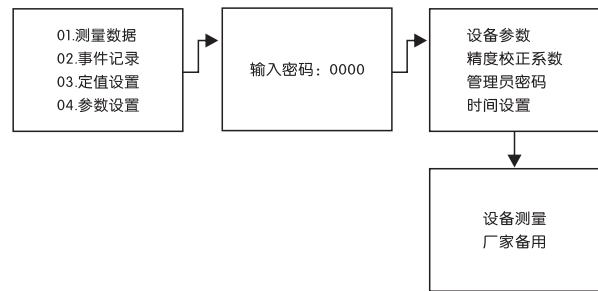 01.测量数据
02.事件记录
03.定值设置
04.参数设置
输入密码：0000
设备参数
精度校正系数
管理员密码
时间设置
设备测量
厂家备用